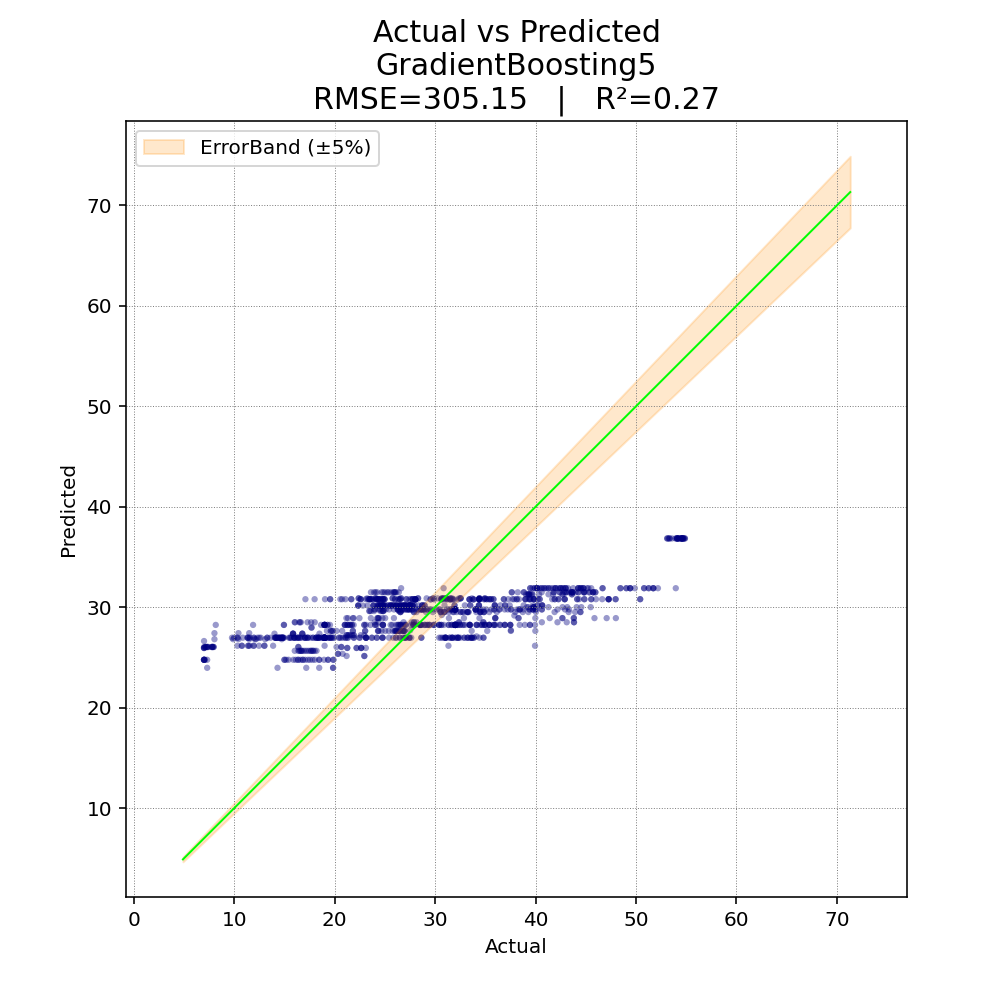 Actual vs Predicted
GradientBoosting5
RMSE=305.15 | R²=0.27
ErrorBand (±5%)
70
60
50
40
30
20
10
Predicted
0 10 20 30 40 50 60 70
Actual